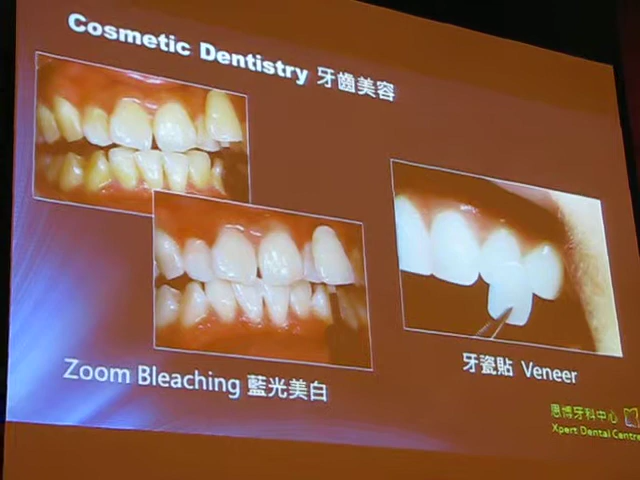 Cosmetic Dentistry 牙齒美容
Zoom Bleaching 藍光美白
牙瓷貼 Veneer
恩博牙科中心
Xpert Dental Centre